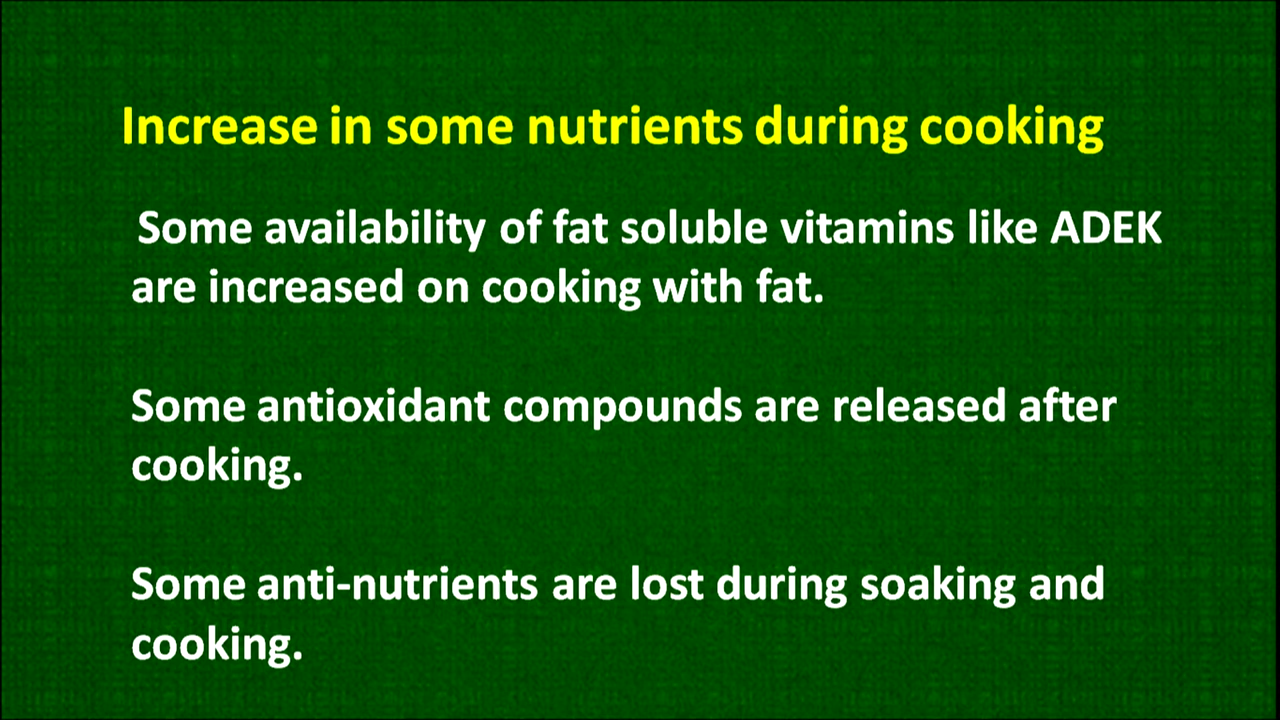 Increase in some nutrients during cooking
Some availability of fat soluble vitamins like ADEK
are increased on cooking with fat.
Some antioxidant compounds are released after
cooking.
Some anti-nutrients are lost during soaking and
cooking.